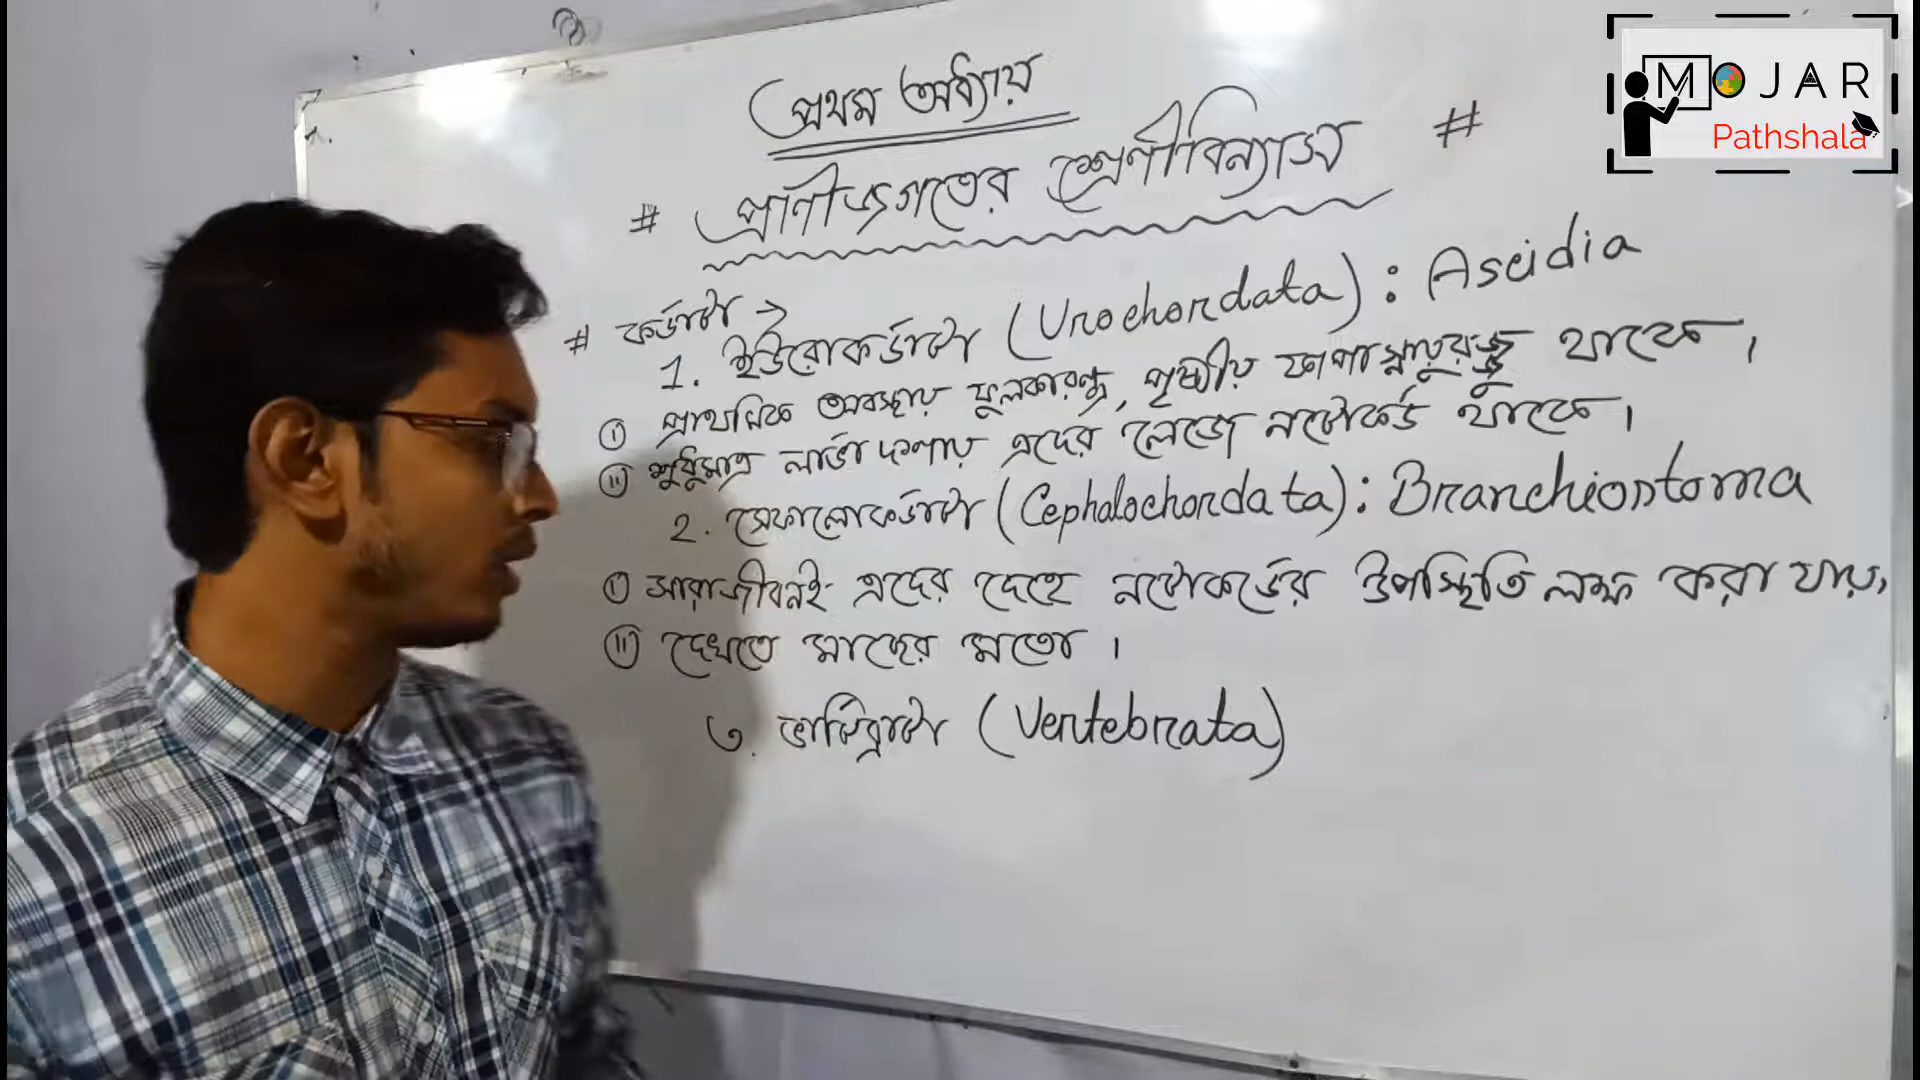 MOJAR
Pathshala
প্রথম অধ্যায়
# প্রাণীজগতের শ্রেণীবিন্যাস #
# কর্ডাটা →
1. ইউরোকর্ডাটা (Urochordata) : Ascidia
(i) প্রাথমিক অবস্থায় ফুলকারন্ধ্র, পৃষ্ঠীয় ফাপা স্নায়ুরজ্জু থাকে।
(ii) শুধুমাত্র লার্ভা দশায় এদের লেজে নটোকর্ড থাকে।
2. সেফালোকর্ডাটা (Cephalochordata) : Branchiostoma
(i) সারাজীবনই এদের দেহে নটোকর্ডের উপস্থিতি লক্ষ করা যায়,
(ii) দেখতে মাছের মতো।
৩. ভার্টিব্রাটা (Vertebrata)